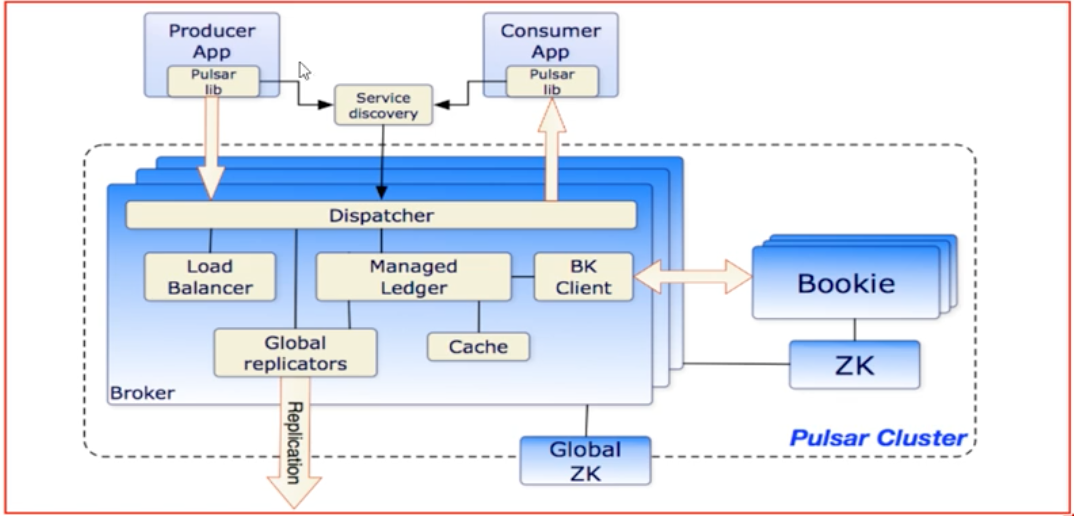 Producer
App
Pulsar
lib
Consumer
App
Pulsar
lib
Service
discovery
Dispatcher
Load
Balancer
Managed
Ledger
BK
Client
Bookie
Global
replicators
Cache
ZK
Broker
Replication
Pulsar Cluster
Global
ZK